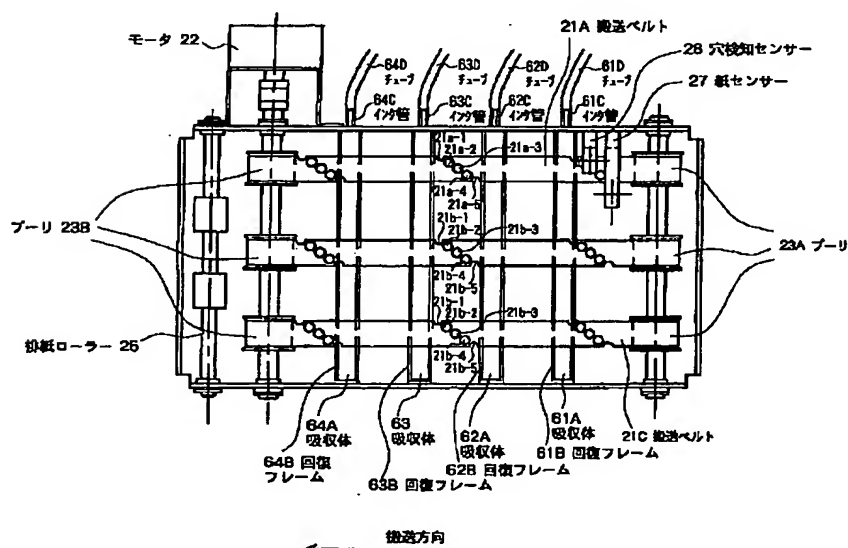 モータ 22
21A 搬送ベルト
28 穴検知センサー
27 紙センサー
64D チューブ
63D チューブ
62D チューブ
61D チューブ
64C インク管
63C インク管
62C インク管
61C インク管
21a-1
21a-2
21a-3
21a-4
21a-5
プーリ 23B
21b-1
21b-2
21b-3
21b-4
21b-5
23A プーリ
21b-1
21b-2
21b-3
21b-4
21b-5
排紙ローラー 25
64A 吸収体
63 吸収体
62A 吸収体
61A 吸収体
21C 搬送ベルト
64B 回復フレーム
63B 回復フレーム
62B 回復フレーム
61B 回復フレーム
搬送方向